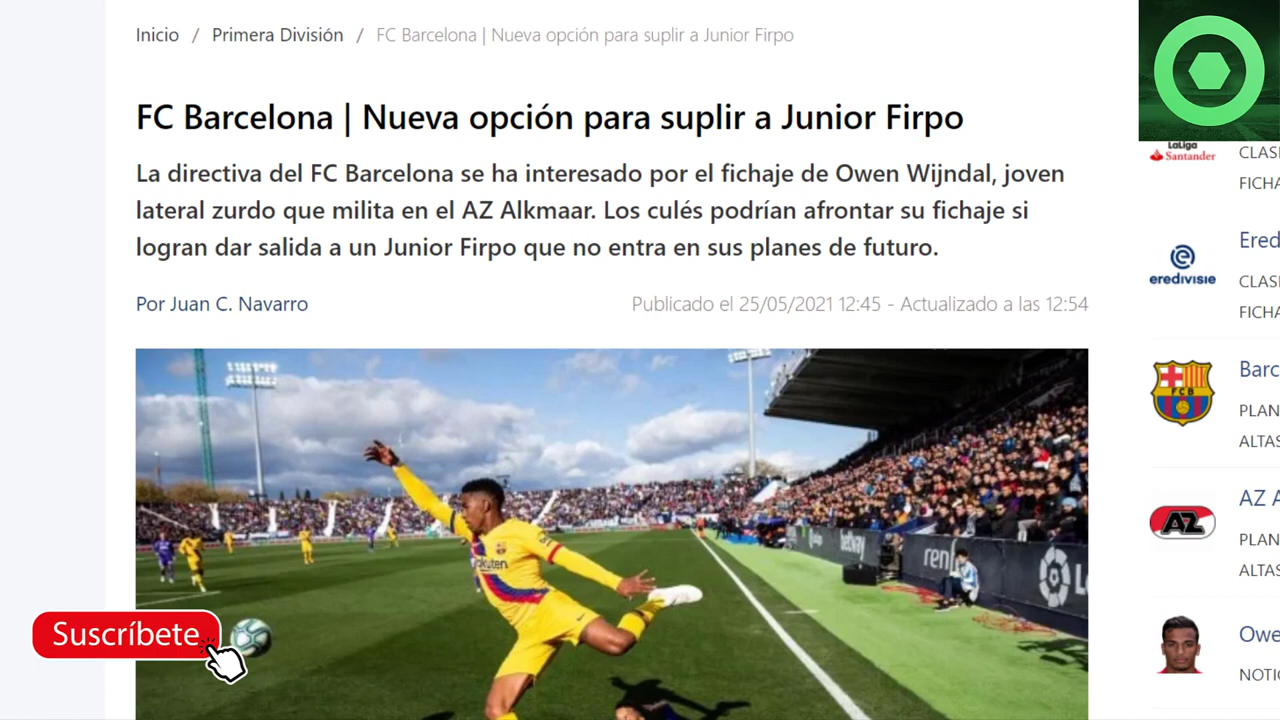 Inicio / Primera División / FC Barcelona | Nueva opción para suplir a Junior Firpo
FC Barcelona | Nueva opción para suplir a Junior Firpo
La directiva del FC Barcelona se ha interesado por el fichaje de Owen Wijndal, joven
lateral zurdo que milita en el AZ Alkmaar. Los culés podrían afrontar su fichaje si
logran dar salida a un Junior Firpo que no entra en sus planes de futuro.
Por Juan C. Navarro
Publicado el 25/05/2021 12:45 - Actualizado a las 12:54
LaLiga
Santander
CLAS
FICHA
eredivisie
Ered
CLAS
FICHA
FCB
Barc
PLAN
ALTAS
AZ
AZ A
PLAN
ALTAS
Owe
NOTIC
Rakuten
betway
reni
Suscríbete